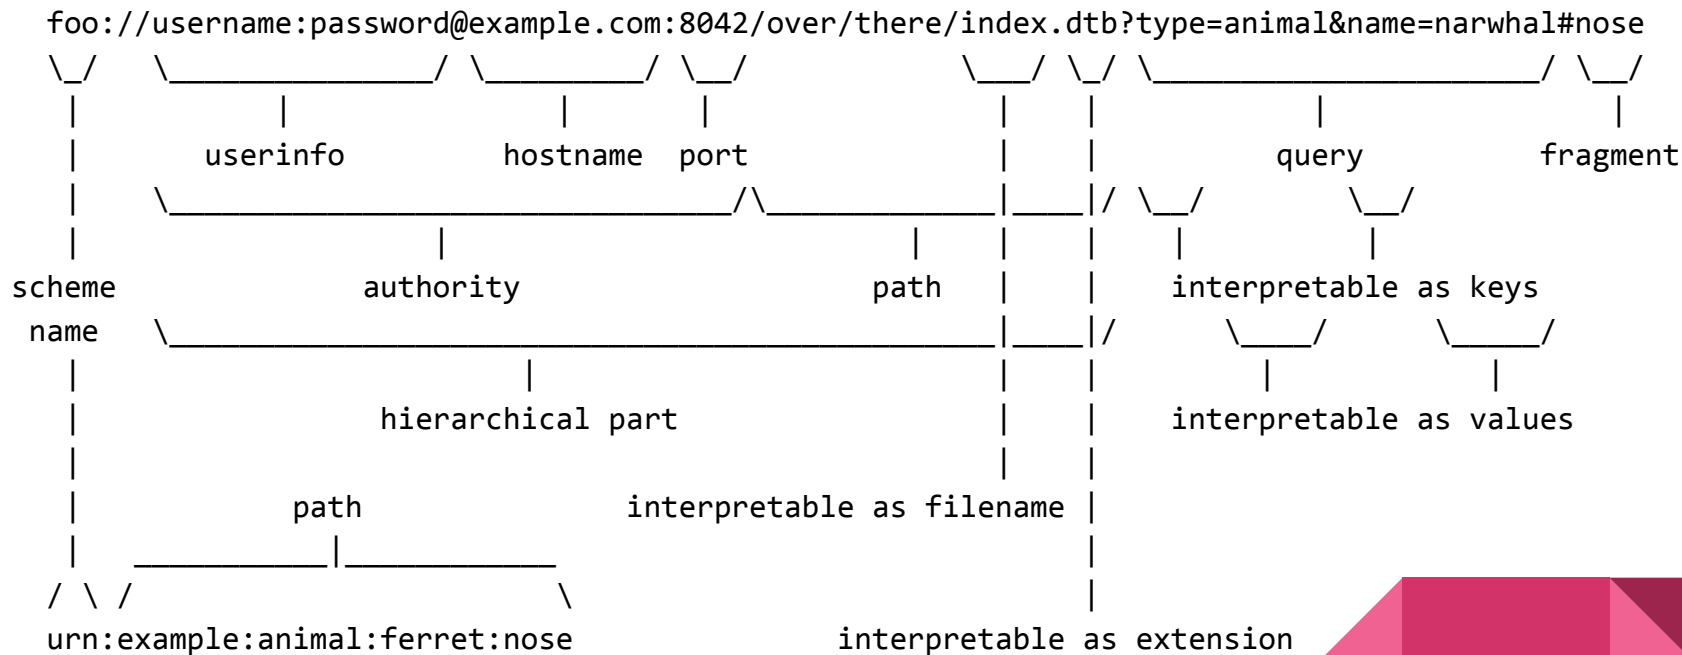 foo://username:password@example.com:8042/over/there/index.dtb?type=animal&name=narwhal#nose
userinfo hostname port query fragment
scheme authority path interpretable as keys
name
hierarchical part interpretable as values
path interpretable as filename
urn:example:animal:ferret:nose interpretable as extension